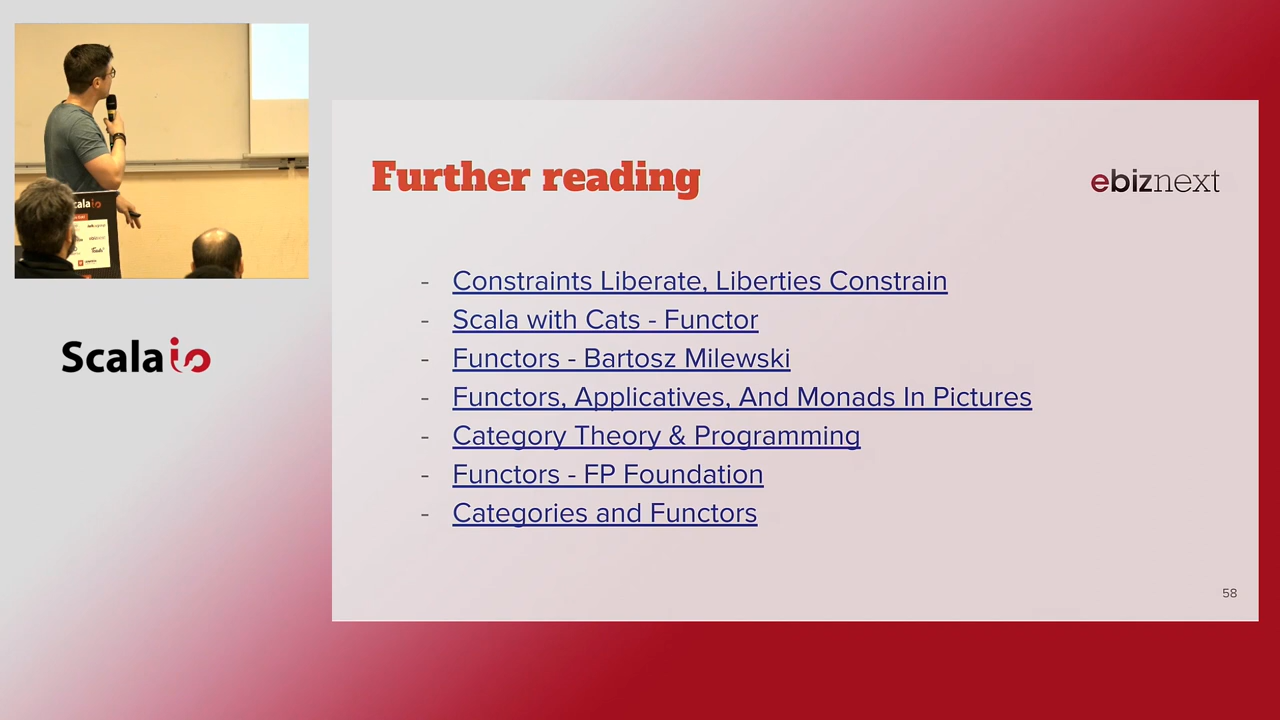 calaio
Scalaio
Further reading
ebiznext
- Constraints Liberate, Liberties Constrain
- Scala with Cats - Functor
- Functors - Bartosz Milewski
- Functors, Applicatives, And Monads In Pictures
- Category Theory & Programming
- Functors - FP Foundation
- Categories and Functors
58